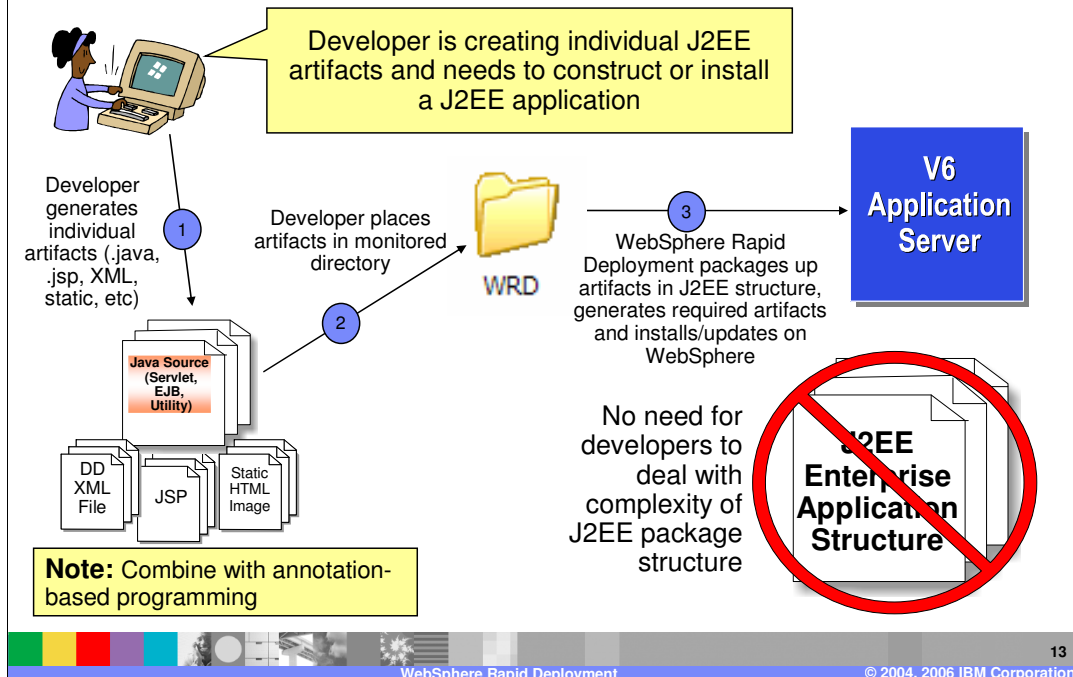 Developer is creating individual J2EE
artifacts and needs to construct or install
a J2EE application
Developer
generates
individual
artifacts (.java,
.jsp, XML,
static, etc)
1
Developer places
artifacts in monitored
directory
2
WRD
3
WebSphere Rapid
Deployment packages up
artifacts in J2EE structure,
generates required artifacts
and installs/updates on
WebSphere
V6
Application
Server
Java Source
(Servlet,
EJB,
Utility)
DD
XML
File
JSP
Static
HTML
Image
No need for
developers to
deal with
complexity of
J2EE package
structure
J2EE
Enterprise
Application
Structure
Note: Combine with annotation-
based programming
13
WebSphere Rapid Deployment
© 2004, 2006 IBM Corporation